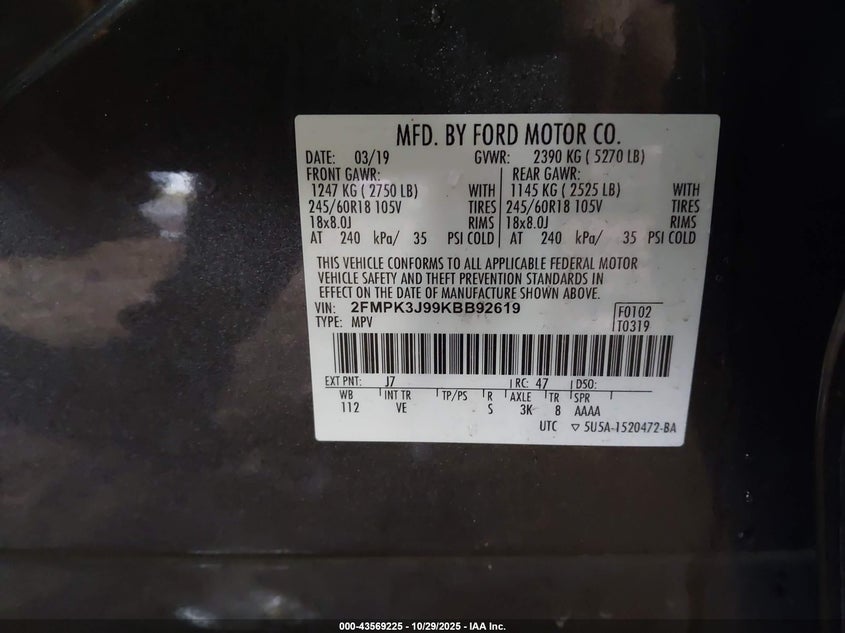 MFD. BY FORD MOTOR CO.
DATE: 03/19 GVWR: 2390 KG ( 5270 LB)
FRONT GAWR: REAR GAWR:
1247 KG ( 2750 LB) WITH 1145 KG ( 2525 LB) WITH
245/60R18 105V TIRES 245/60R18 105V TIRES
18x8.0J RIMS 18x8.0J RIMS
AT 240 kPa/ 35 PSI COLD AT 240 kPa/ 35 PSI COLD
THIS VEHICLE CONFORMS TO ALL APPLICABLE FEDERAL MOTOR
VEHICLE SAFETY AND THEFT PREVENTION STANDARDS IN
EFFECT ON THE DATE OF MANUFACTURE SHOWN ABOVE.
VIN: 2FMPK3J99KBB92619 F0102
TYPE: MPV T0319
EXT PNT: J7 RC: 47 DSO:
WB INT TR TP/PS R AXLE TR SPR
112 VE S 3K 8 AAAA
UTC ▽ 5U5A-1520472-BA
000-43569225 - 10/29/2025 - IAA Inc.